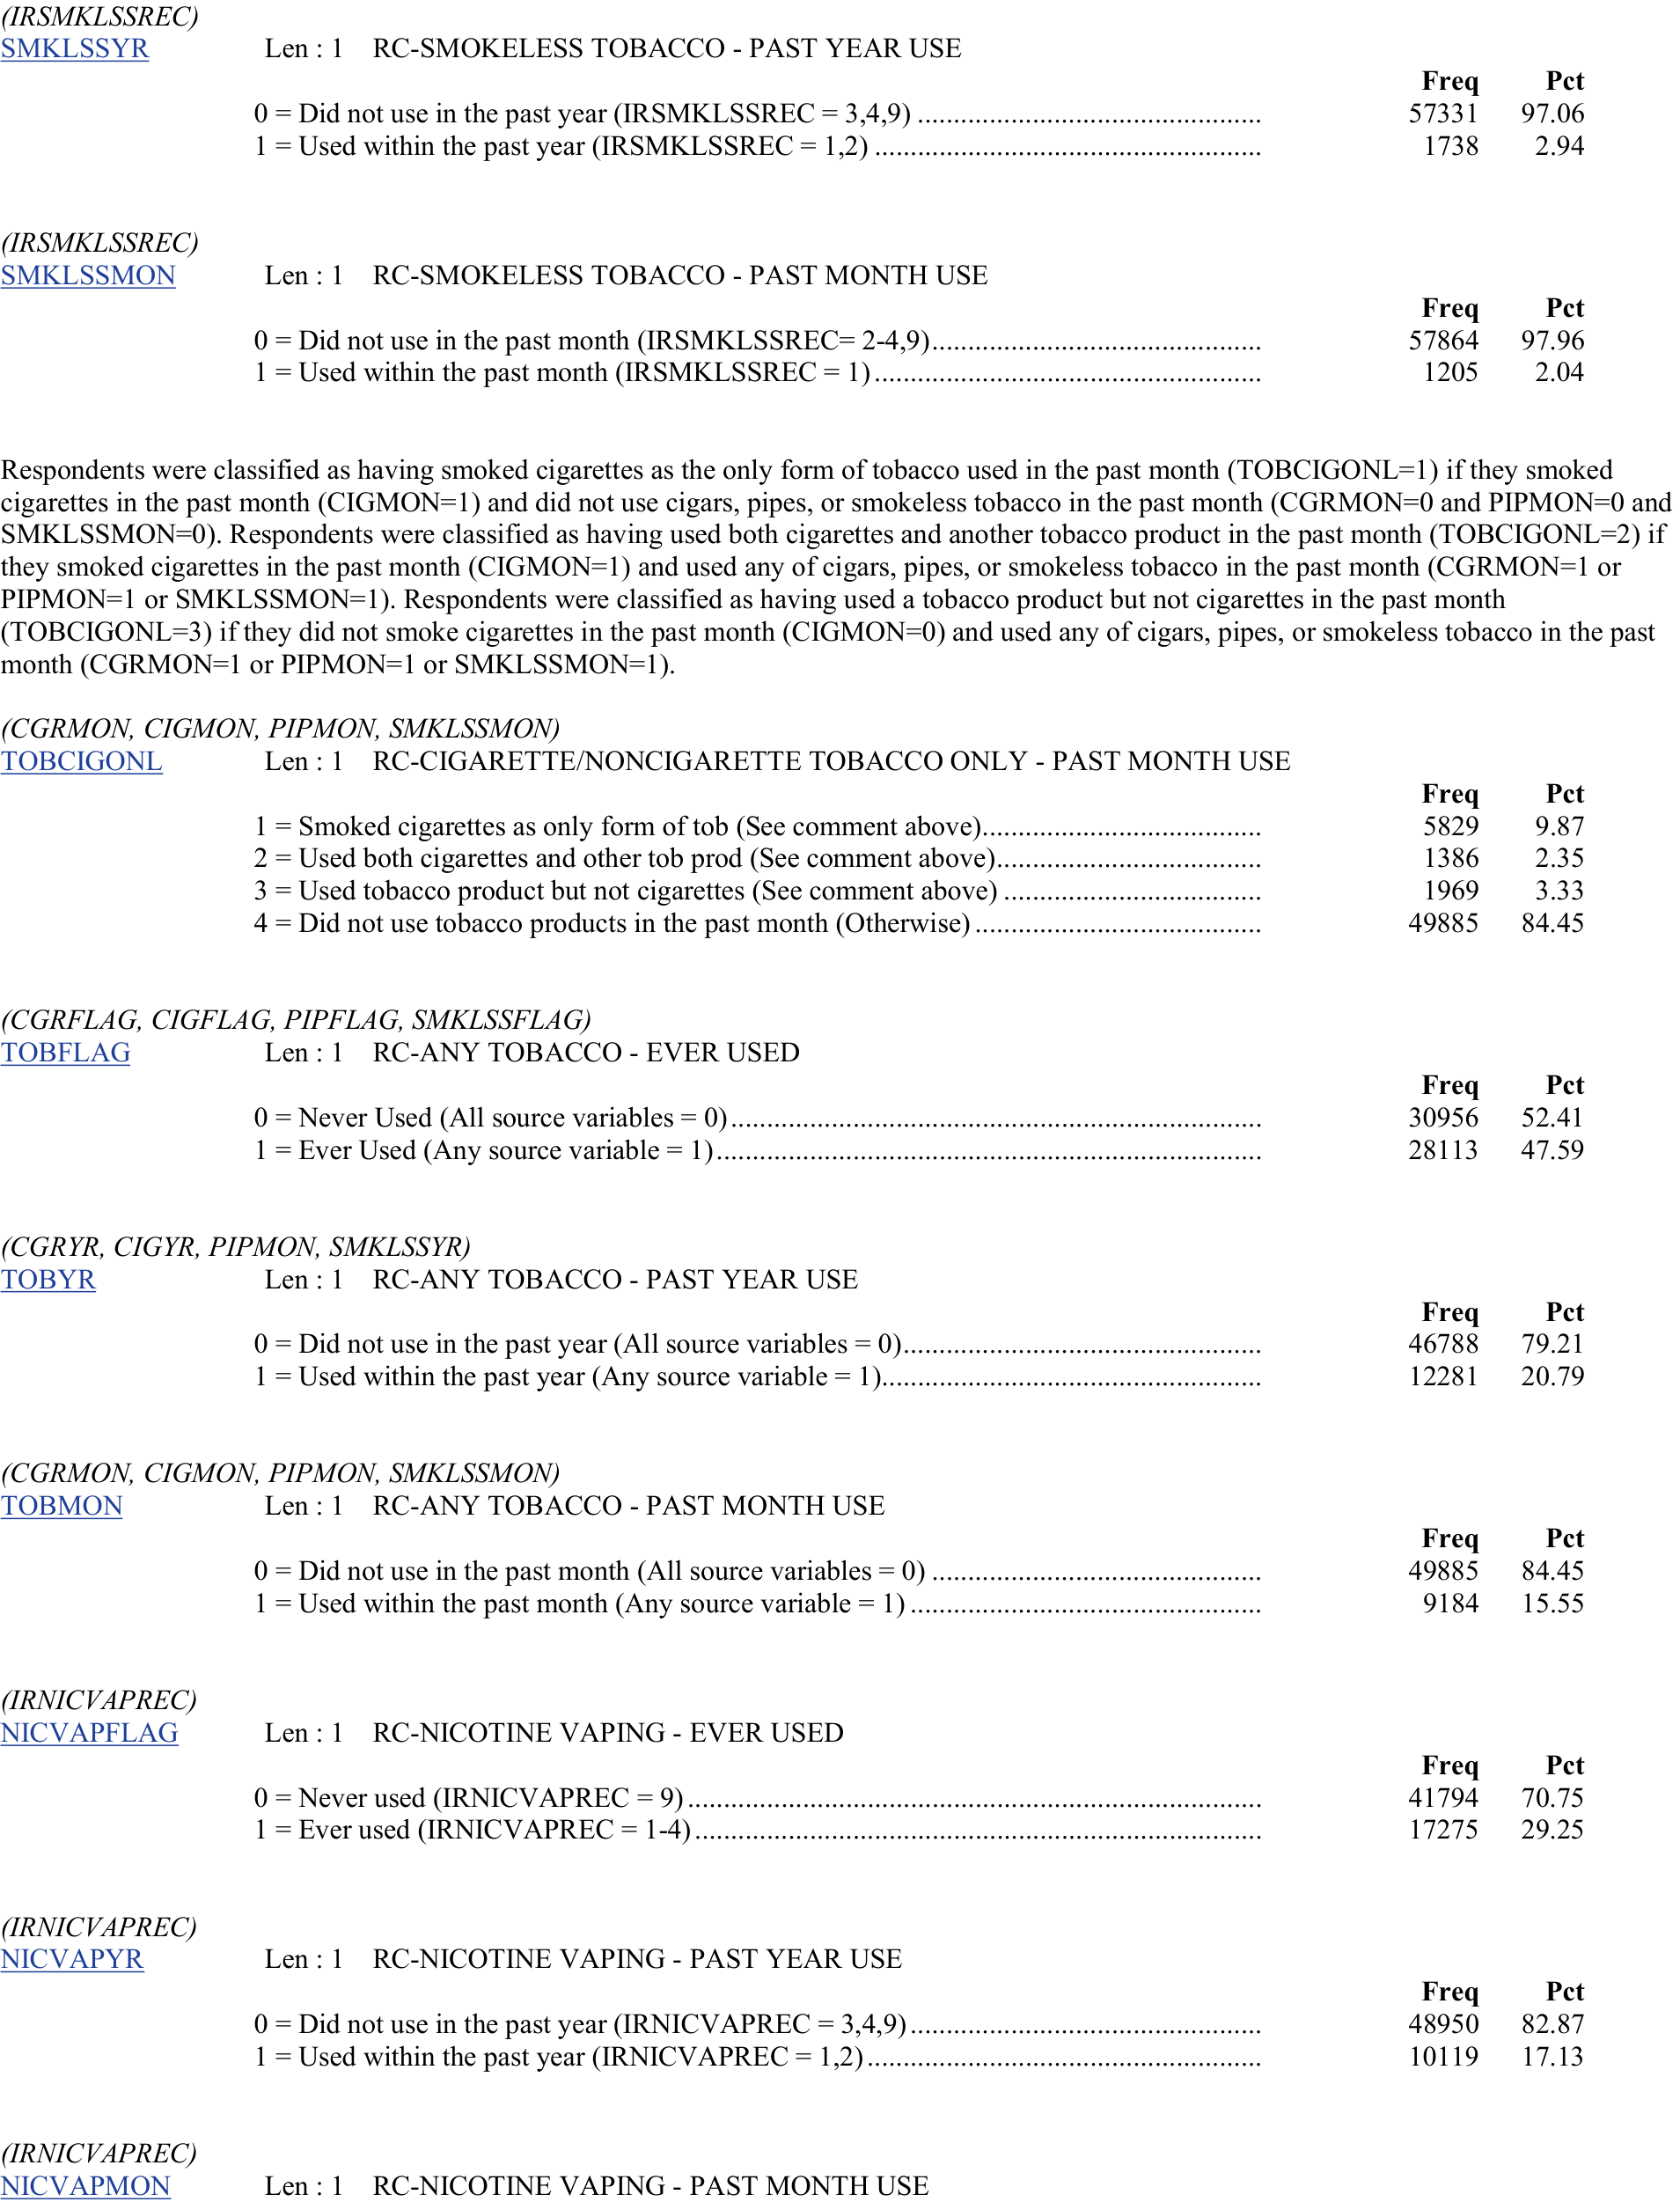 (IRSMKLSSREC)
SMKLSSYR Len : 1 RC-SMOKELESS TOBACCO - PAST YEAR USE
Freq Pct
0 = Did not use in the past year (IRSMKLSSREC = 3,4,9) ................................................ 57331 97.06
1 = Used within the past year (IRSMKLSSREC = 1,2) ...................................................... 1738 2.94
(IRSMKLSSREC)
SMKLSSMON Len : 1 RC-SMOKELESS TOBACCO - PAST MONTH USE
Freq Pct
0 = Did not use in the past month (IRSMKLSSREC= 2-4,9).............................................. 57864 97.96
1 = Used within the past month (IRSMKLSSREC = 1)...................................................... 1205 2.04
Respondents were classified as having smoked cigarettes as the only form of tobacco used in the past month (TOBCIGONL=1) if they smoked
cigarettes in the past month (CIGMON=1) and did not use cigars, pipes, or smokeless tobacco in the past month (CGRMON=0 and PIPMON=0 and
SMKLSSMON=0). Respondents were classified as having used both cigarettes and another tobacco product in the past month (TOBCIGONL=2) if
they smoked cigarettes in the past month (CIGMON=1) and used any of cigars, pipes, or smokeless tobacco in the past month (CGRMON=1 or
PIPMON=1 or SMKLSSMON=1). Respondents were classified as having used a tobacco product but not cigarettes in the past month
(TOBCIGONL=3) if they did not smoke cigarettes in the past month (CIGMON=0) and used any of cigars, pipes, or smokeless tobacco in the past
month (CGRMON=1 or PIPMON=1 or SMKLSSMON=1).
(CGRMON, CIGMON, PIPMON, SMKLSSMON)
TOBCIGONL Len : 1 RC-CIGARETTE/NONCIGARETTE TOBACCO ONLY - PAST MONTH USE
Freq Pct
1 = Smoked cigarettes as only form of tob (See comment above)....................................... 5829 9.87
2 = Used both cigarettes and other tob prod (See comment above)..................................... 1386 2.35
3 = Used tobacco product but not cigarettes (See comment above) .................................... 1969 3.33
4 = Did not use tobacco products in the past month (Otherwise) ........................................ 49885 84.45
(CGRFLAG, CIGFLAG, PIPFLAG, SMKLSSFLAG)
TOBFLAG Len : 1 RC-ANY TOBACCO - EVER USED
Freq Pct
0 = Never Used (All source variables = 0).......................................................................... 30956 52.41
1 = Ever Used (Any source variable = 1)............................................................................ 28113 47.59
(CGRYR, CIGYR, PIPMON, SMKLSSYR)
TOBYR Len : 1 RC-ANY TOBACCO - PAST YEAR USE
Freq Pct
0 = Did not use in the past year (All source variables = 0).................................................. 46788 79.21
1 = Used within the past year (Any source variable = 1)..................................................... 12281 20.79
(CGRMON, CIGMON, PIPMON, SMKLSSMON)
TOBMON Len : 1 RC-ANY TOBACCO - PAST MONTH USE
Freq Pct
0 = Did not use in the past month (All source variables = 0) .............................................. 49885 84.45
1 = Used within the past month (Any source variable = 1) ................................................. 9184 15.55
(IRNICVAPREC)
NICVAPFLAG Len : 1 RC-NICOTINE VAPING - EVER USED
Freq Pct
0 = Never used (IRNICVAPREC = 9)................................................................................ 41794 70.75
1 = Ever used (IRNICVAPREC = 1-4)............................................................................... 17275 29.25
(IRNICVAPREC)
NICVAPYR Len : 1 RC-NICOTINE VAPING - PAST YEAR USE
Freq Pct
0 = Did not use in the past year (IRNICVAPREC = 3,4,9)................................................. 48950 82.87
1 = Used within the past year (IRNICVAPREC = 1,2)....................................................... 10119 17.13
(IRNICVAPREC)
NICVAPMON Len : 1 RC-NICOTINE VAPING - PAST MONTH USE